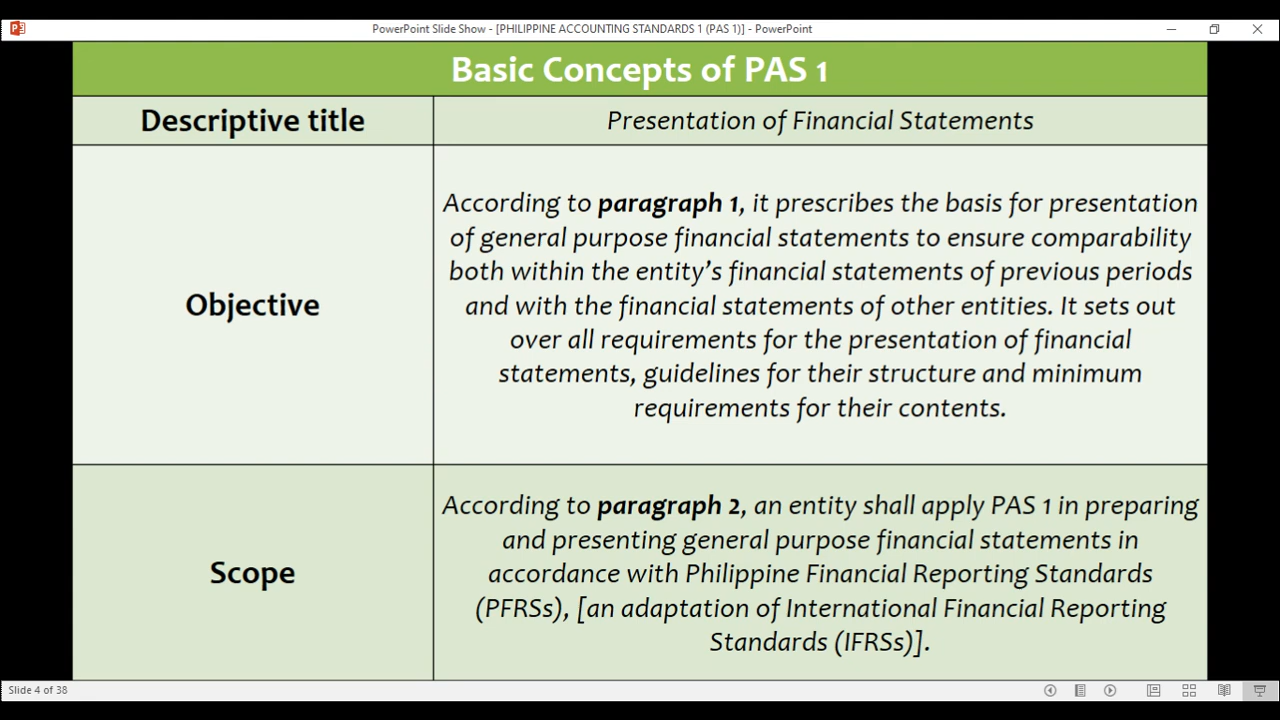 PowerPoint Slide Show - [PHILIPPINE ACCOUNTING STANDARDS 1 (PAS 1)] - PowerPoint
Basic Concepts of PAS 1
Descriptive title
Presentation of Financial Statements
Objective
According to paragraph 1, it prescribes the basis for presentation
of general purpose financial statements to ensure comparability
both within the entity’s financial statements of previous periods
and with the financial statements of other entities. It sets out
over all requirements for the presentation of financial
statements, guidelines for their structure and minimum
requirements for their contents.
Scope
According to paragraph 2, an entity shall apply PAS 1 in preparing
and presenting general purpose financial statements in
accordance with Philippine Financial Reporting Standards
(PFRSs), [an adaptation of International Financial Reporting
Standards (IFRSs)].
Slide 4 of 38